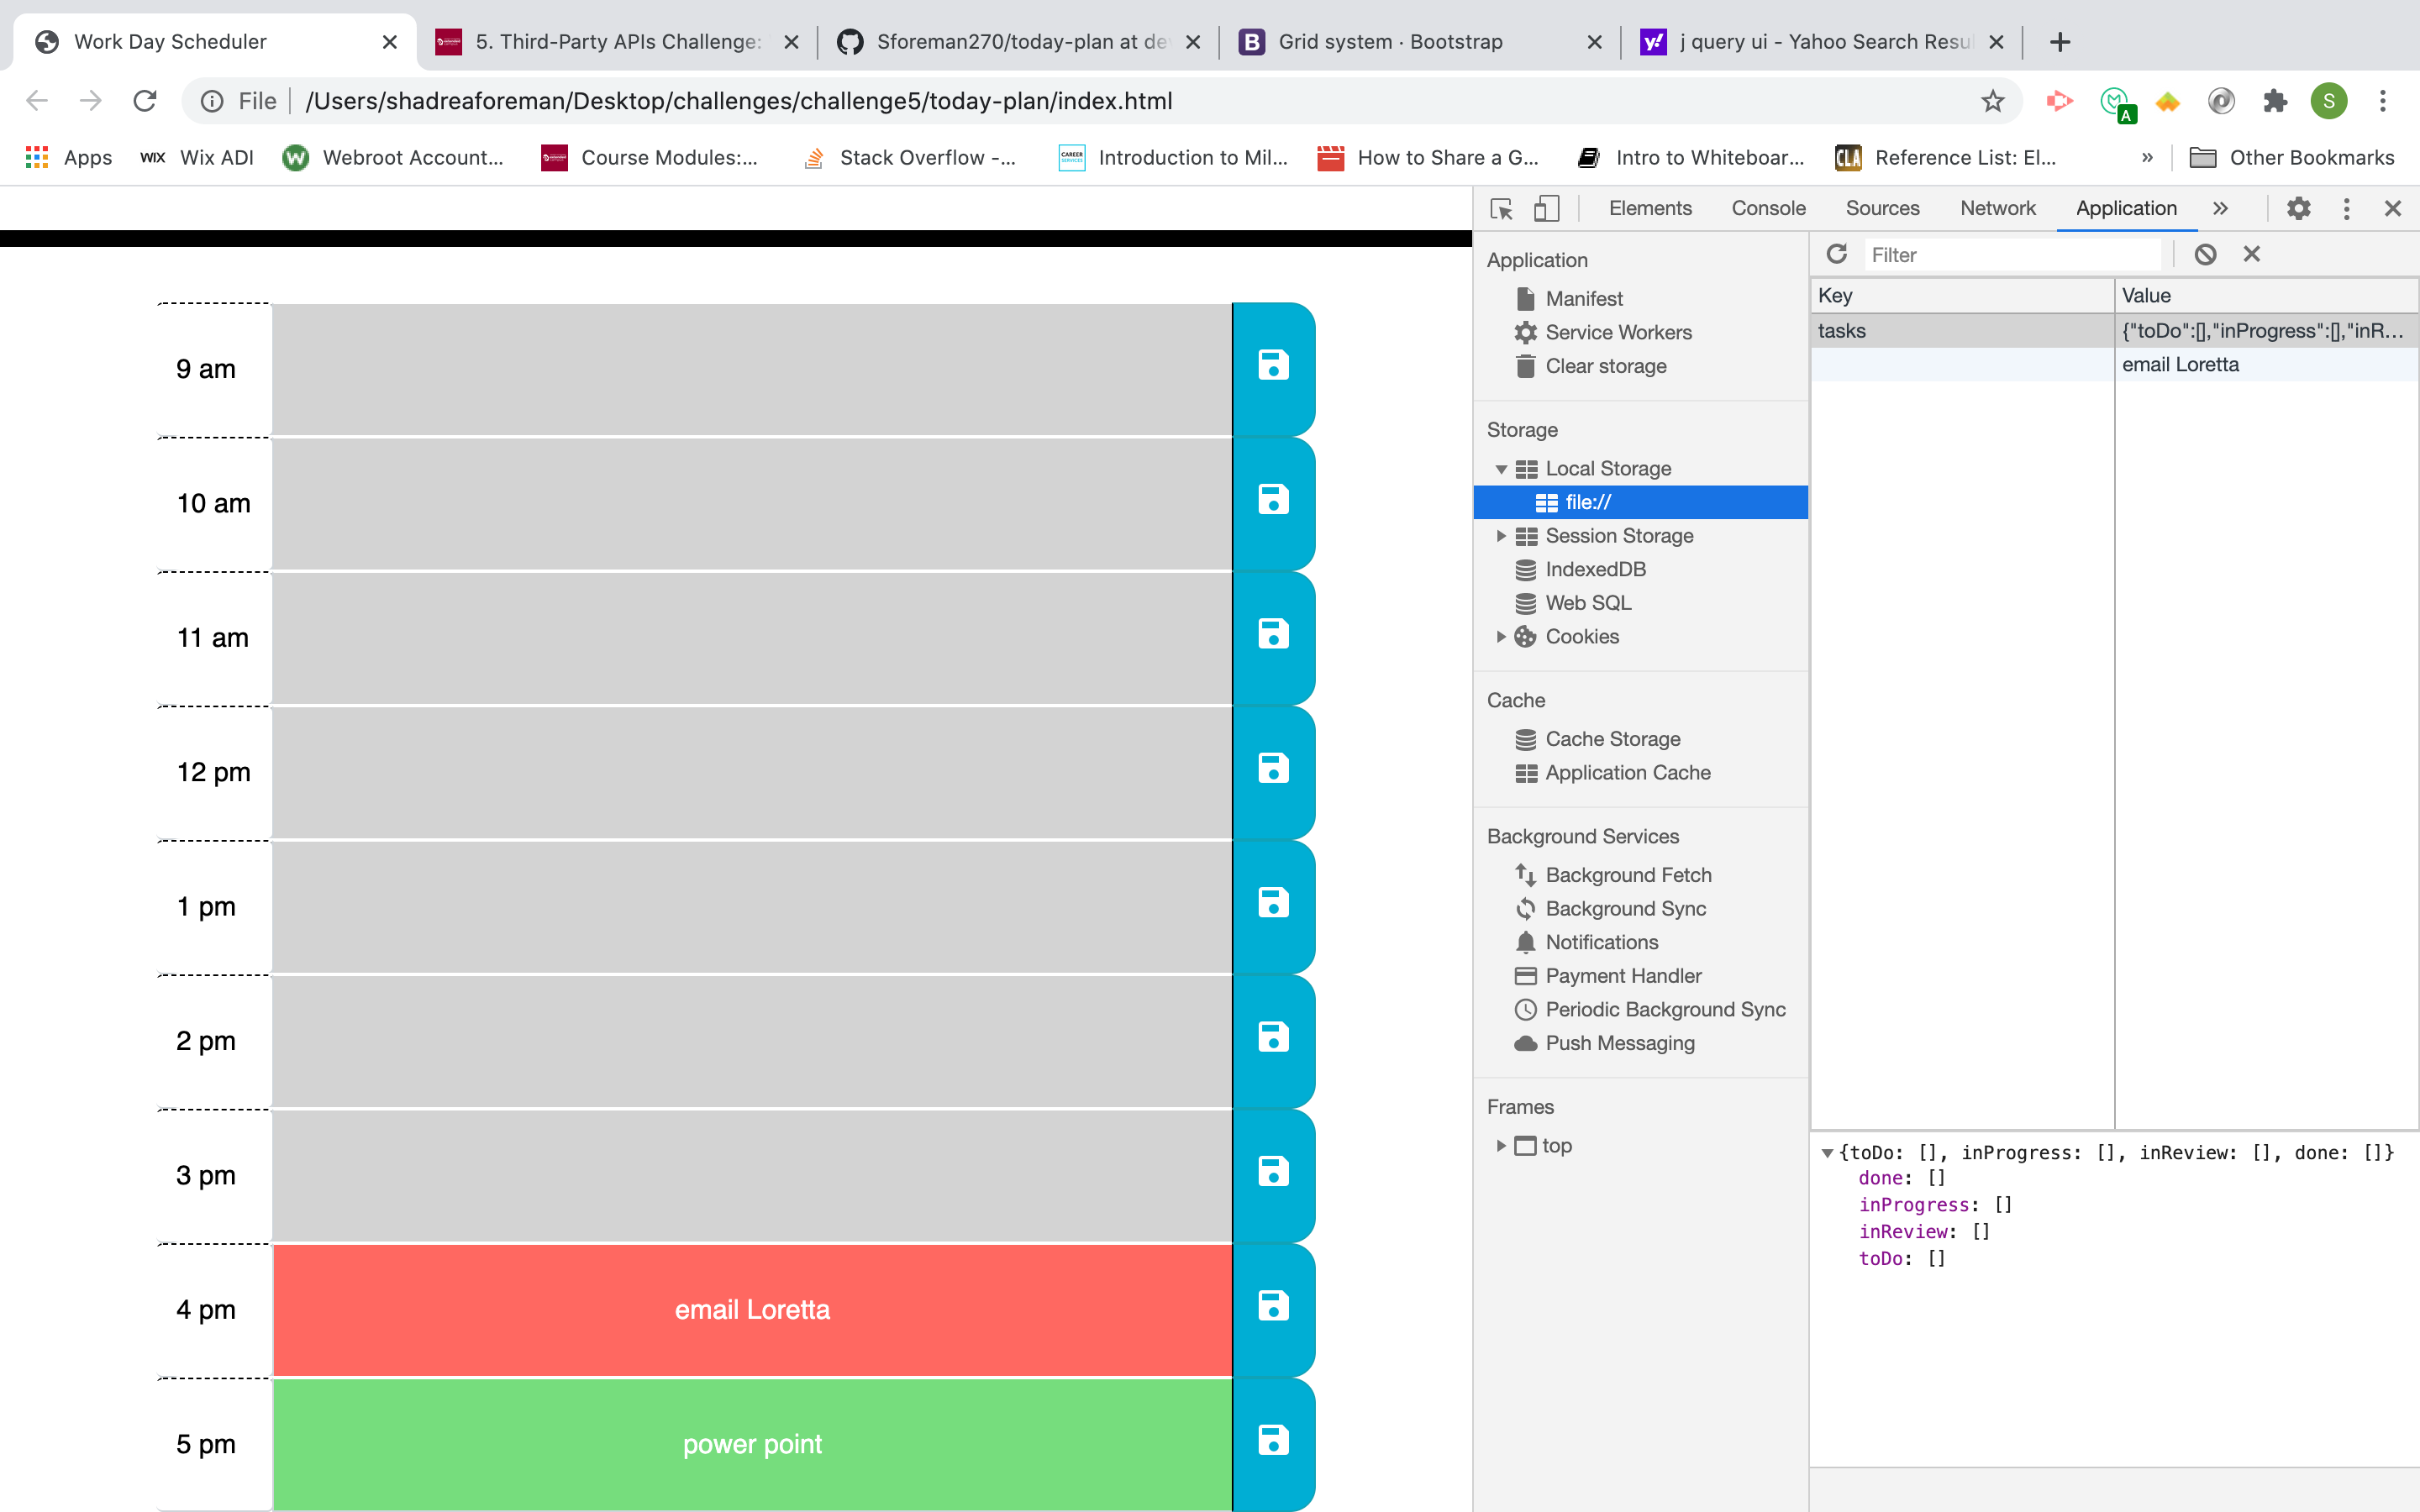 Work Day Scheduler
5. Third-Party APIs Challenge:
Sforeman270/today-plan at dev
Grid system · Bootstrap
j query ui - Yahoo Search Resu
File /Users/shadreaforeman/Desktop/challenges/challenge5/today-plan/index.html
A
S
Apps
WIX Wix ADI
W Webroot Account...
Course Modules:...
Stack Overflow -...
CAREER SERVICES Introduction to Mil...
How to Share a G...
Intro to Whiteboar...
CLA Reference List: El...
»
Other Bookmarks
9 am
10 am
11 am
12 pm
1 pm
2 pm
3 pm
4 pm email Loretta
5 pm power point
Elements Console Sources Network Application »
Application
Manifest
Service Workers
Clear storage
Storage
Local Storage
file://
Session Storage
IndexedDB
Web SQL
Cookies
Cache
Cache Storage
Application Cache
Background Services
Background Fetch
Background Sync
Notifications
Payment Handler
Periodic Background Sync
Push Messaging
Frames
top
Filter
Key Value
tasks {"toDo":[],"inProgress":[],"inR...
email Loretta
{toDo: [], inProgress: [], inReview: [], done: []}
done: []
inProgress: []
inReview: []
toDo: []